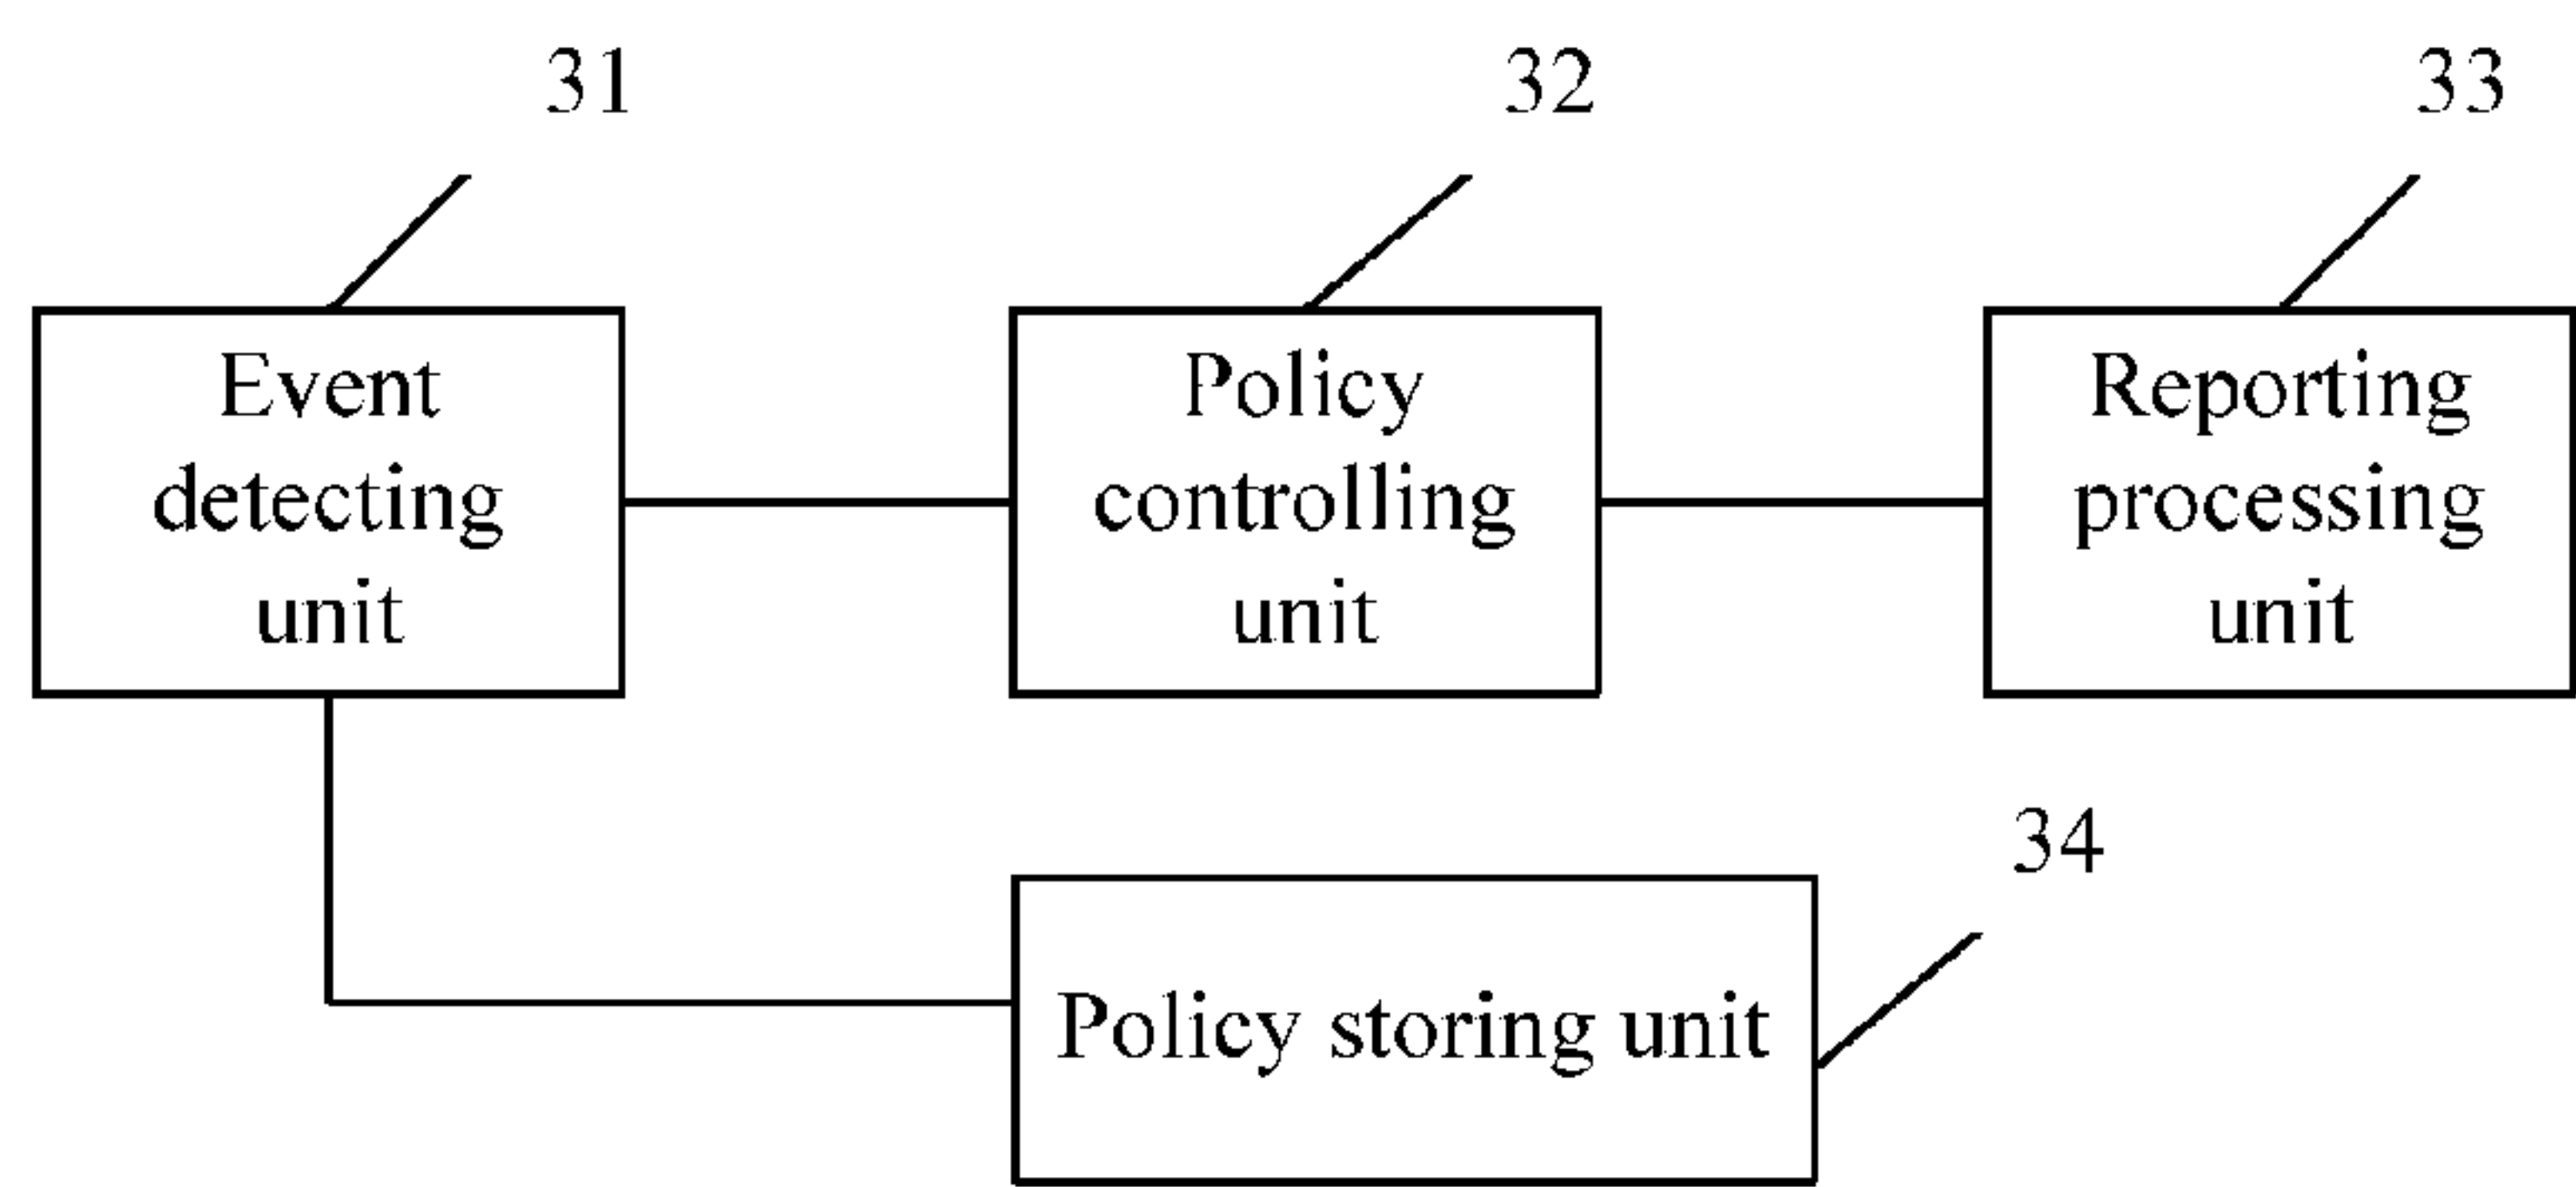 31
32
33
Event
detecting
unit
Policy
controlling
unit
Reporting
processing
unit
34
Policy storing unit